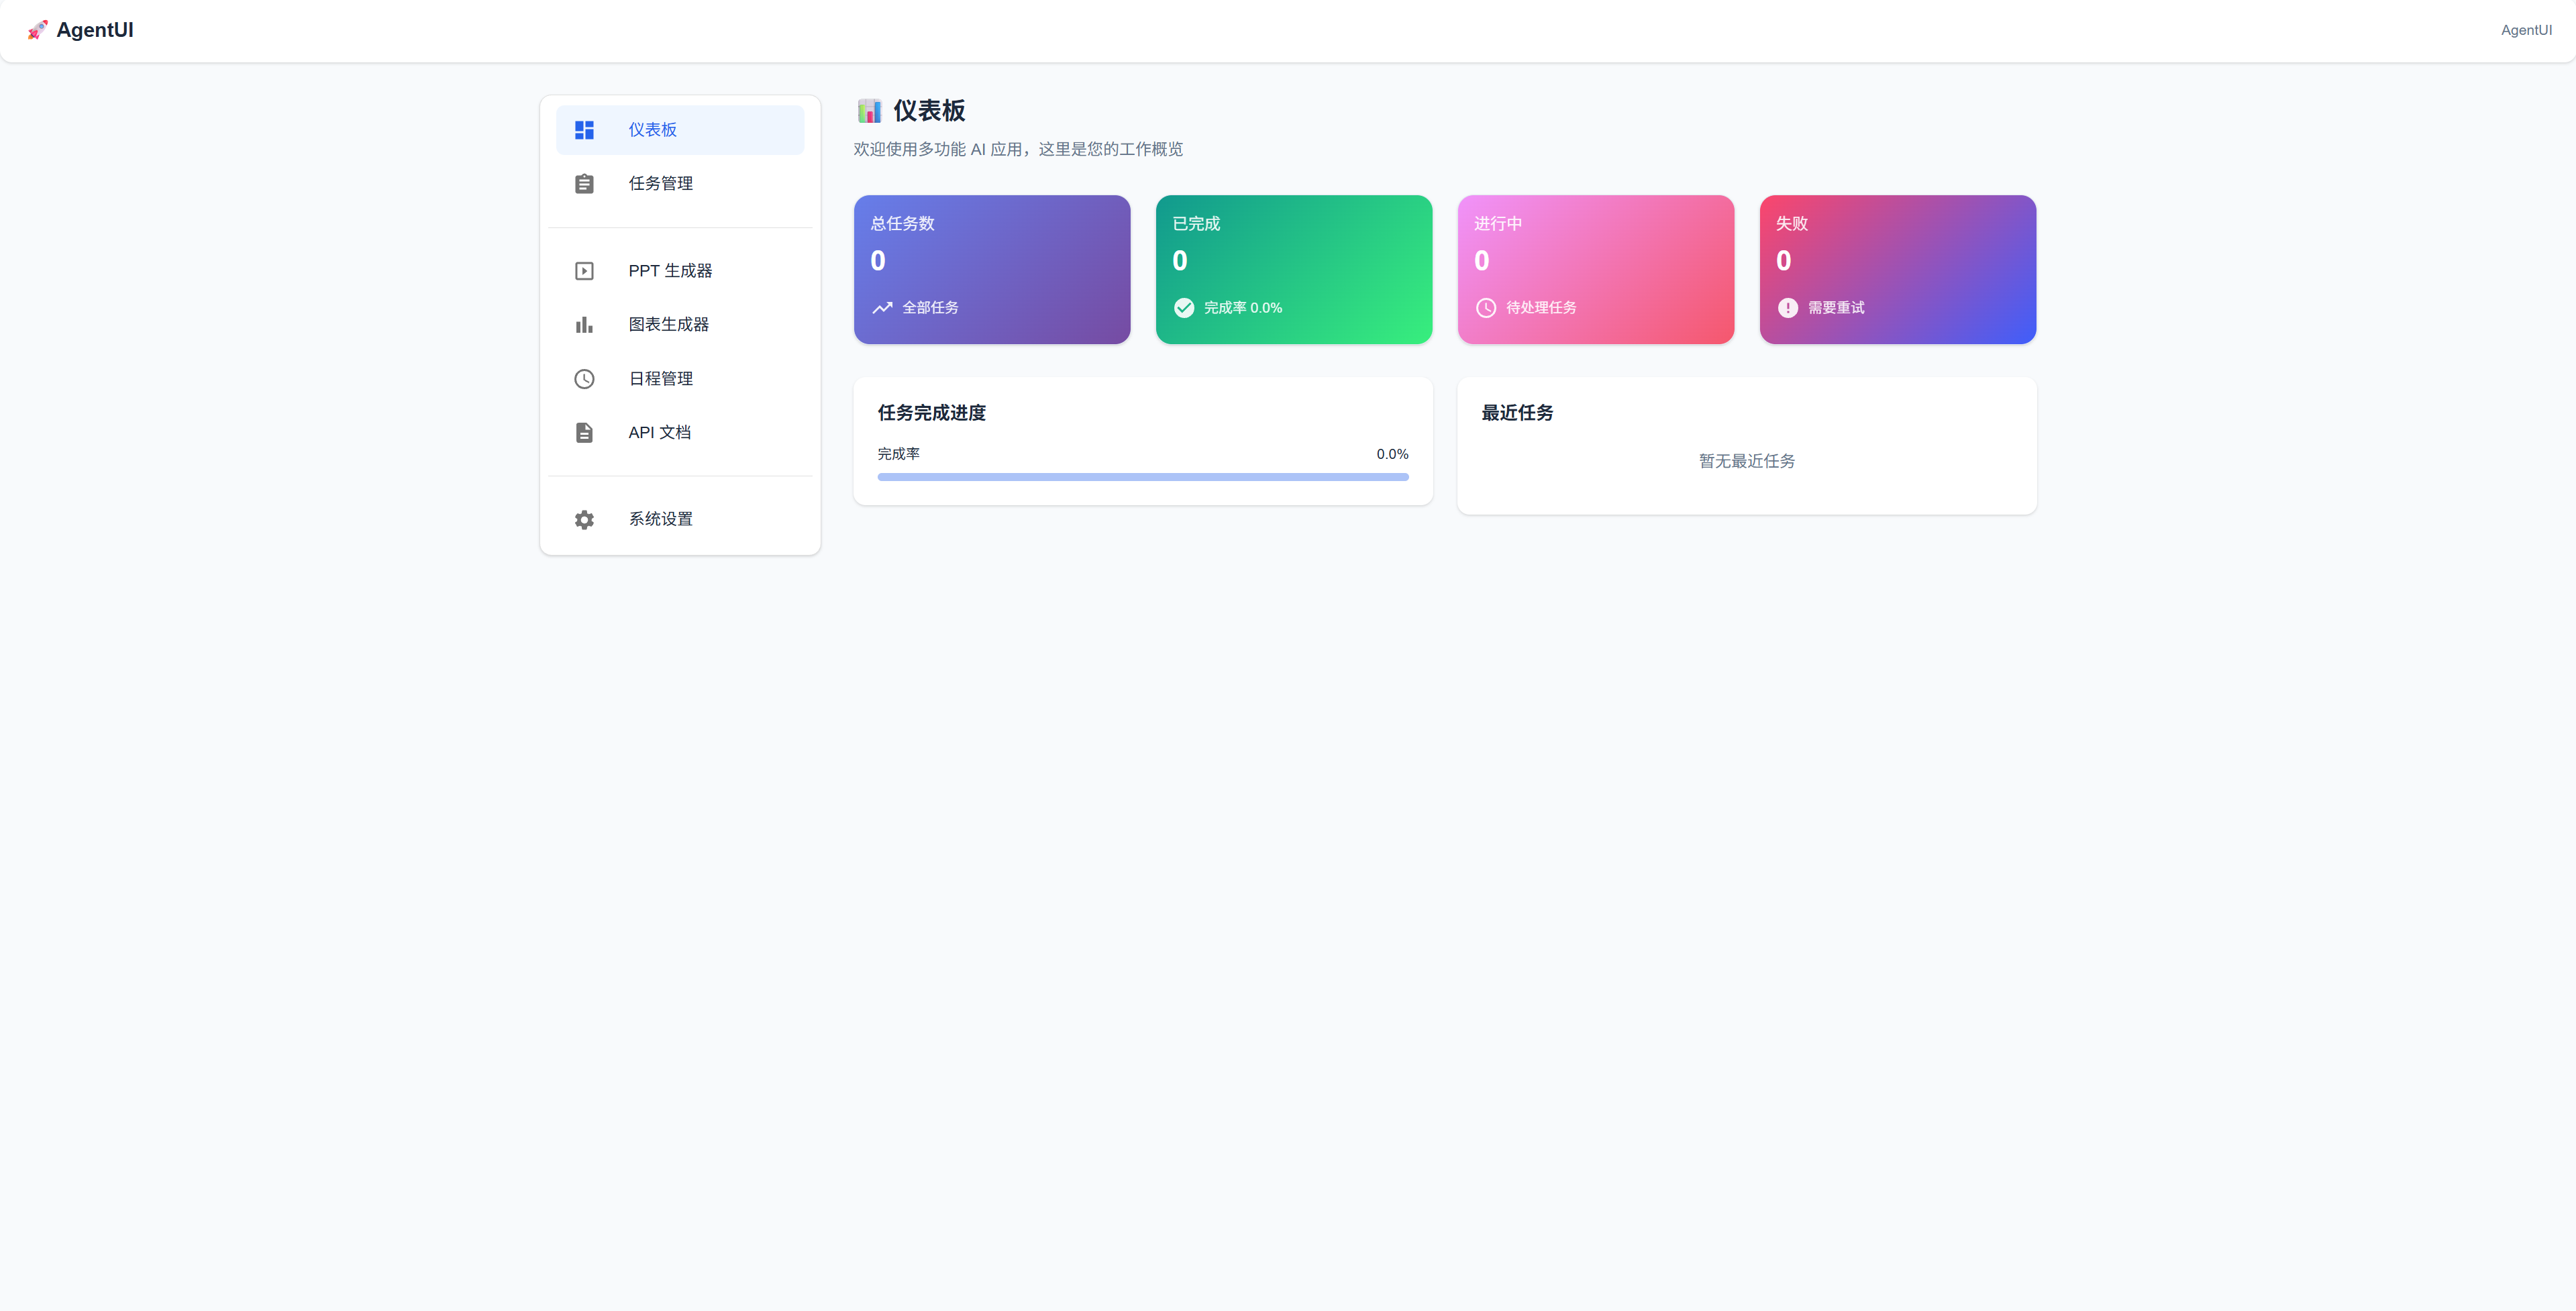 AgentUI
AgentUI
仪表板
任务管理
PPT 生成器
图表生成器
日程管理
API 文档
系统设置
仪表板
欢迎使用多功能 AI 应用，这里是您的工作概览
总任务数
0
全部任务
已完成
0
完成率 0.0%
进行中
0
待处理任务
失败
0
需要重试
任务完成进度
完成率 0.0%
最近任务
暂无最近任务